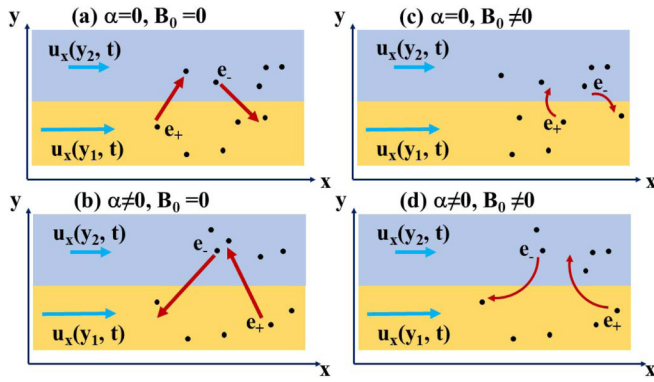 y (a) α=0, B₀ =0
uₓ(y₂, t)
e₋
e₊
uₓ(y₁, t)
x
y (c) α=0, B₀ ≠0
uₓ(y₂, t)
e₋
e₊
uₓ(y₁, t)
x
y (b) α≠0, B₀ =0
uₓ(y₂, t)
e₋
e₊
uₓ(y₁, t)
x
y (d) α≠0, B₀ ≠0
uₓ(y₂, t)
e₋
e₊
uₓ(y₁, t)
x